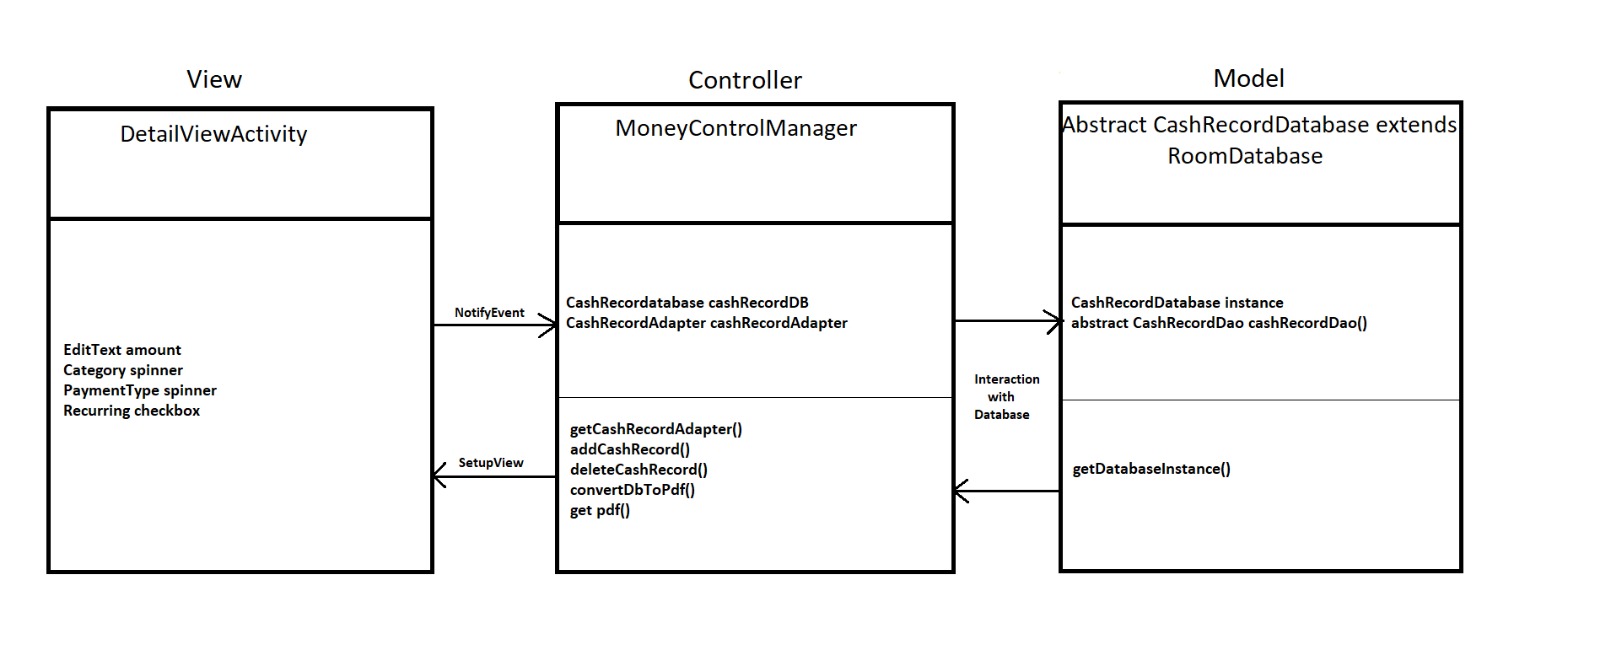 View
DetailViewActivity
EditText amount
Category spinner
PaymentType spinner
Recurring checkbox
NotifyEvent
SetupView
Controller
MoneyControlManager
CashRecordatabase cashRecordDB
CashRecordAdapter cashRecordAdapter
getCashRecordAdapter()
addCashRecord()
deleteCashRecord()
convertDbToPdf()
get pdf()
Interaction
with
Database
Model
Abstract CashRecordDatabase extends
RoomDatabase
CashRecordDatabase instance
abstract CashRecordDao cashRecordDao()
getDatabaseInstance()